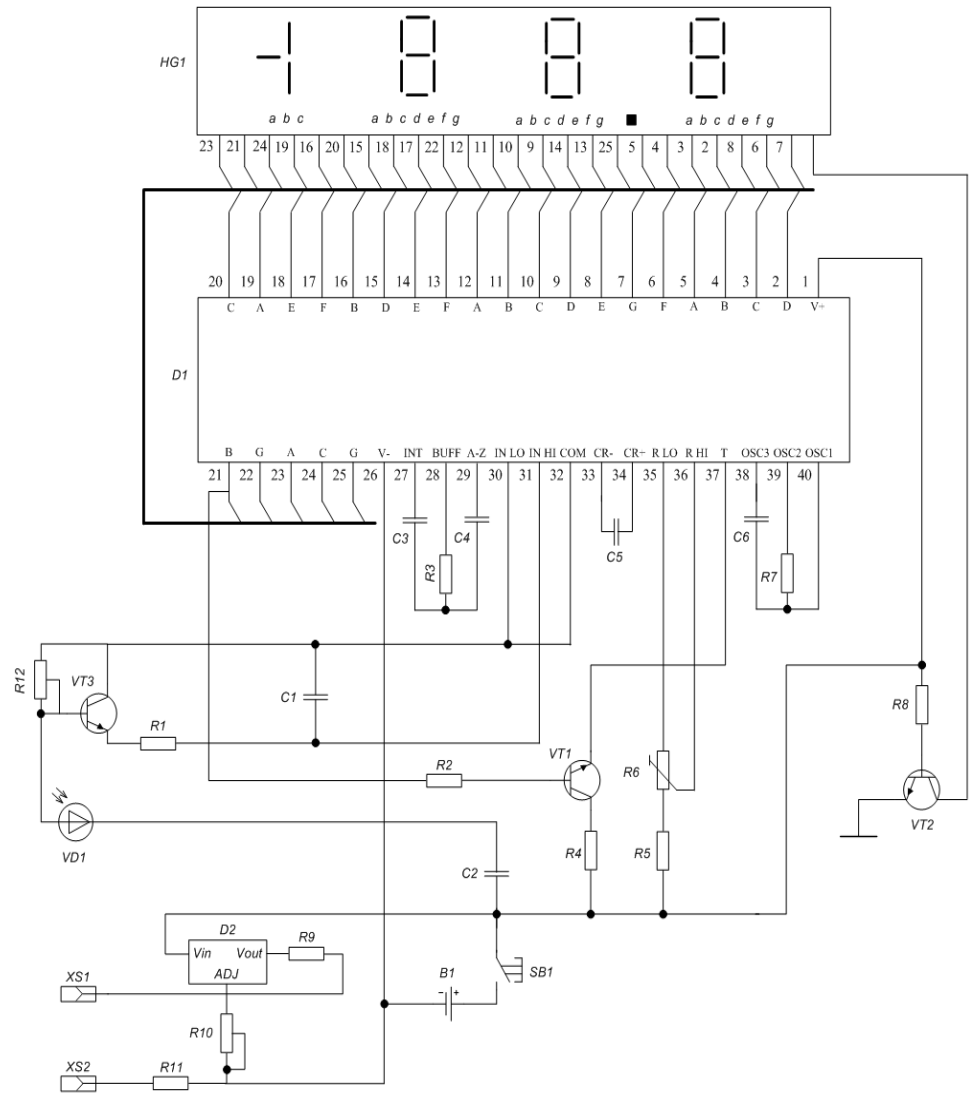 HG1
a b c a b c d e f g a b c d e f g a b c d e f g
23 21 24 19 16 20 15 18 17 22 12 11 10 9 14 13 25 5 4 3 2 8 6 7
20 19 18 17 16 15 14 13 12 11 10 9 8 7 6 5 4 3 2 1
C A E F B D E F A B C D E G F A B C D V+
D1
B G A C G V- INT BUFF A-Z IN LO IN HI COM CR- CR+ R LO R HI T OSC3 OSC2 OSC1
21 22 23 24 25 26 27 28 29 30 31 32 33 34 35 36 37 38 39 40
C3 R3 C4 C5 C6 R7
R12 VT3 C1 R8
R1
VT1 R6
R2
VT2
VD1 R4 R5
C2
D2 R9
Vin Vout
ADJ
XS1 B1 SB1
- +
R10
XS2 R11